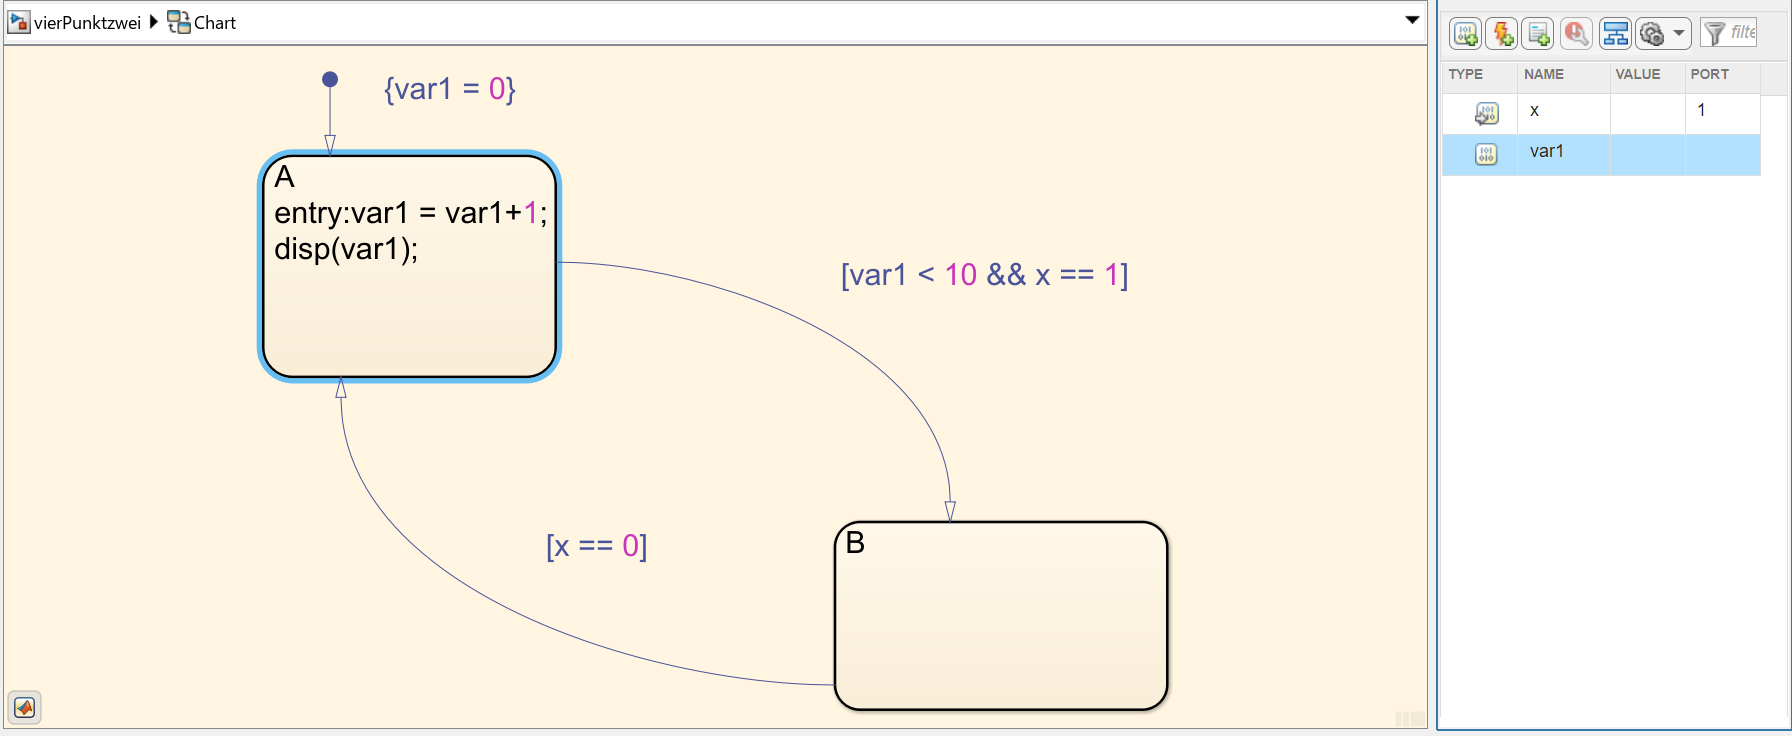 vierPunktzwei Chart
{var1 = 0}
A
entry:var1 = var1+1;
disp(var1);
[var1 < 10 && x == 1]
[x == 0]
B
filte
TYPE NAME VALUE PORT
x 1
var1